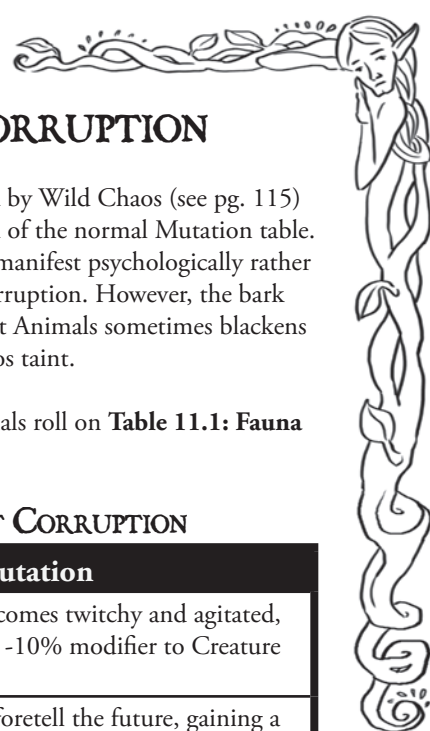 ORRUPTION
by Wild Chaos (see pg. 115)
of the normal Mutation table.
manifest psychologically rather
rruption. However, the bark
t Animals sometimes blackens
os taint.
als roll on Table 11.1: Fauna
CORRUPTION
utation
comes twitchy and agitated,
-10% modifier to Creature
foretell the future, gaining a